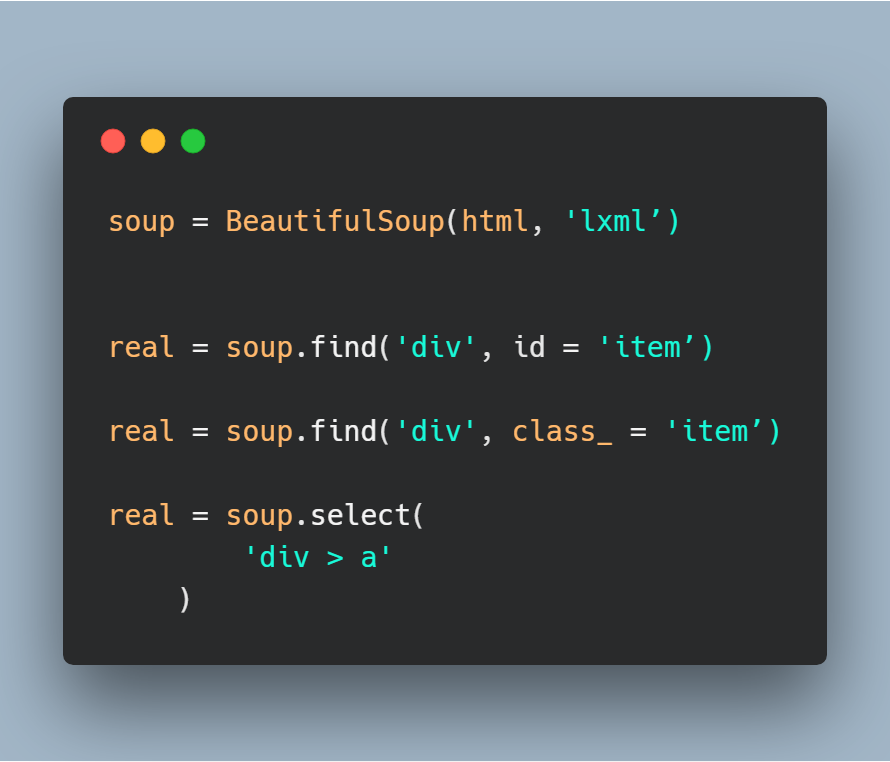 soup = BeautifulSoup(html, 'lxml’)
real = soup.find('div', id = 'item’)
real = soup.find('div', class_ = 'item’)
real = soup.select(
'div > a'
)